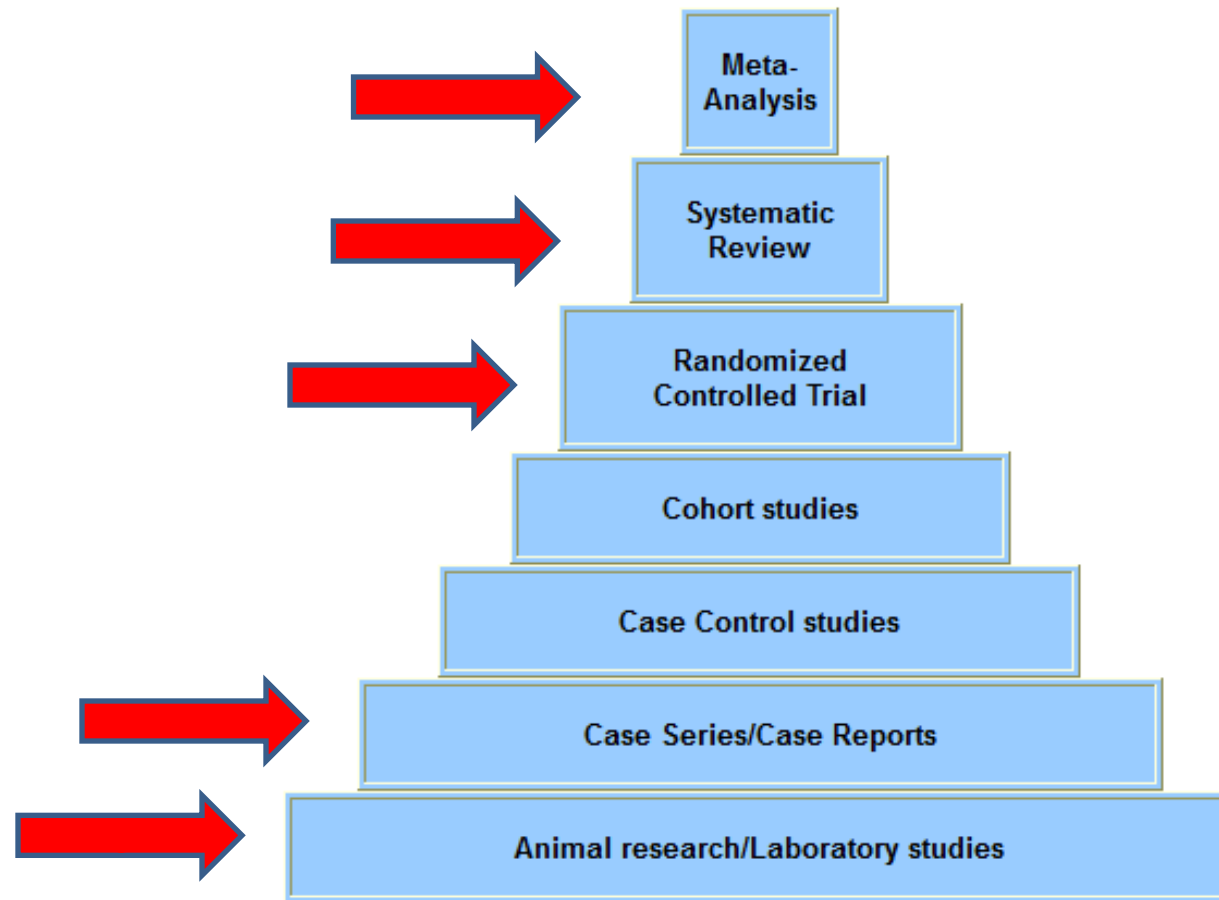 Meta-
Analysis
Systematic
Review
Randomized
Controlled Trial
Cohort studies
Case Control studies
Case Series/Case Reports
Animal research/Laboratory studies